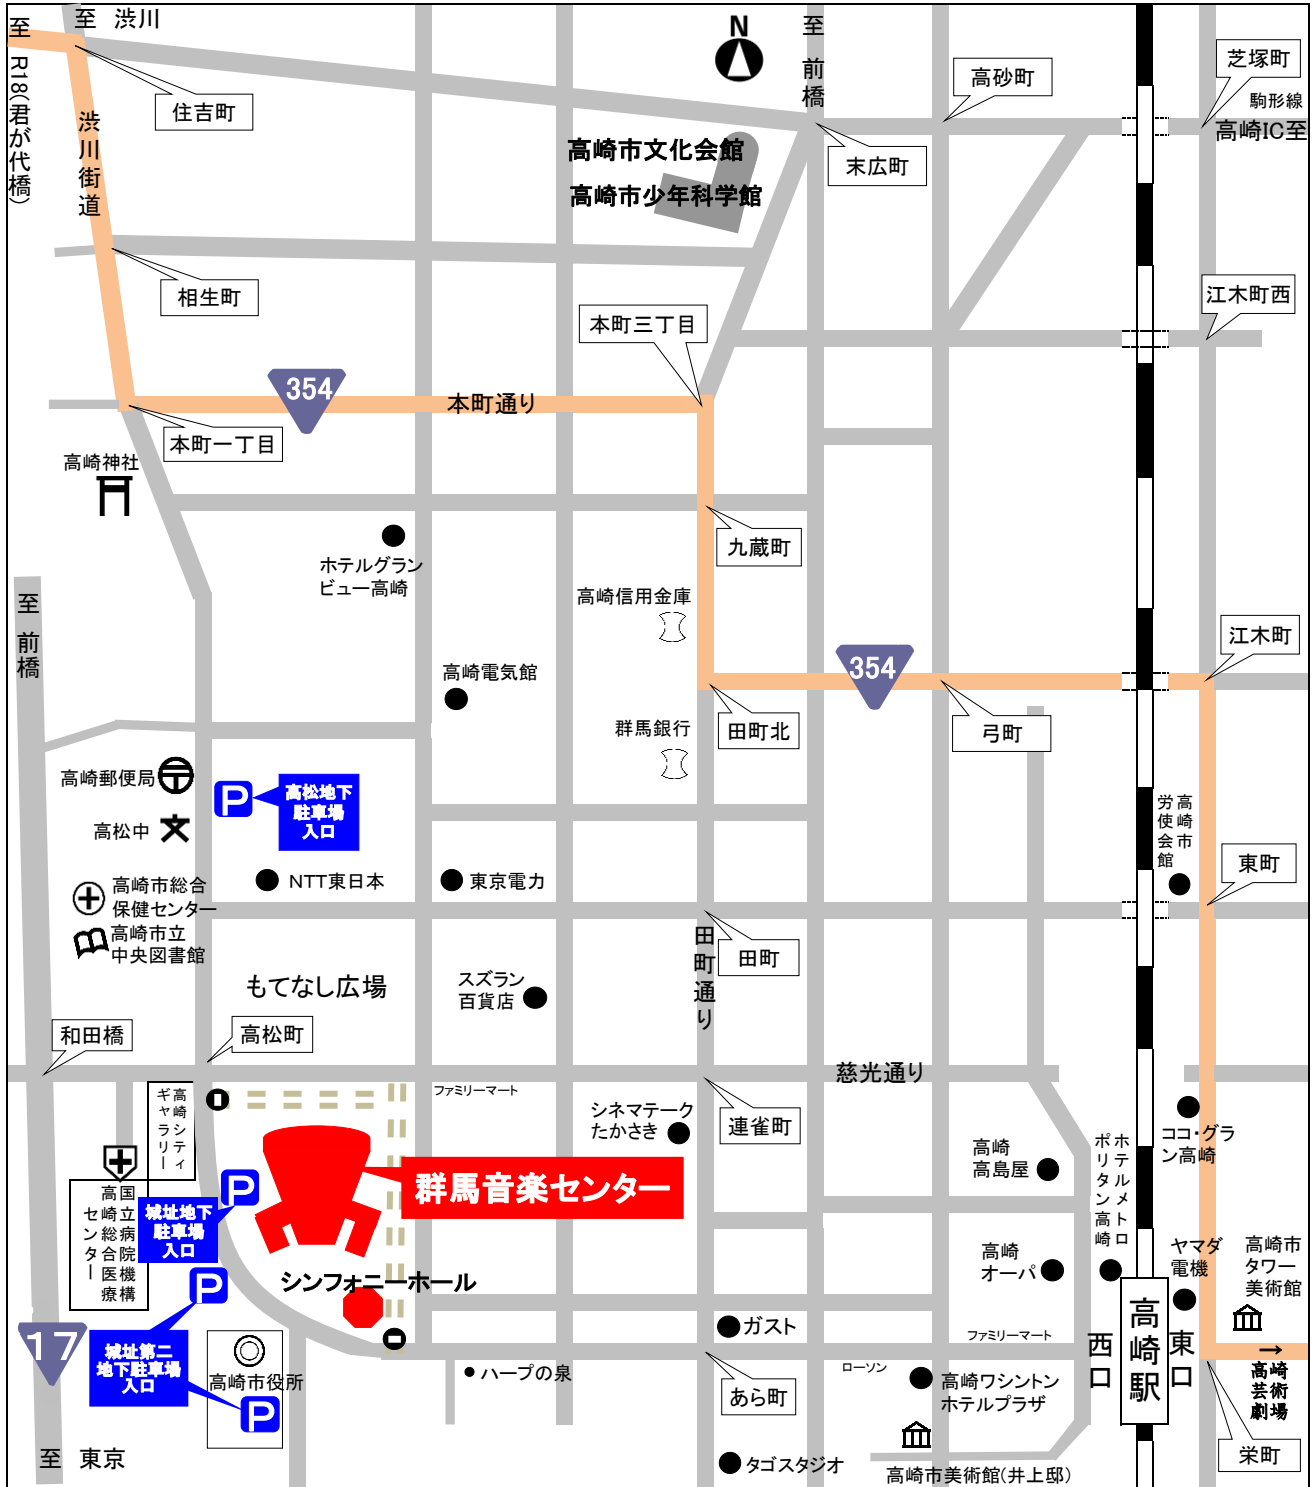 至 渋川
至 R18(君が代橋)
渋川街道
住吉町
N
至 前橋
高砂町
芝塚町
駒形線
高崎IC至
高崎市文化会館
高崎市少年科学館
末広町
相生町
本町三丁目
江木町西
354
本町通り
本町一丁目
高崎神社
九蔵町
ホテルグラン
ビュー高崎
高崎信用金庫
至 前橋
江木町
354
高崎電気館
群馬銀行
田町北
弓町
高崎郵便局
P
高松地下
駐車場
入口
高松中
高崎市
労使会館
東町
NTT東日本
東京電力
高崎市総合
保健センター
高崎市立
中央図書館
田町通り
田町
もてなし広場
スズラン
百貨店
和田橋
高松町
慈光通り
高崎シティ
ギャラリー
ファミリーマート
シネマテーク
たかさき
連雀町
ココ・グラ
ン高崎
高崎
高島屋
ホテルメトロ
ポリタン高崎
群馬音楽センター
P
城址地下
駐車場
入口
国立病院機構
高崎総合医療
センター
高崎
オーパ
ヤマダ
電機
高崎市
タワー
美術館
シンフォニーホール
P
17
城址第二
地下駐車場
入口
高崎市役所
P
ガスト
ファミリーマート
西口
高崎駅
東口
→
高崎
芸術
劇場
ハープの泉
あら町
ローソン
高崎ワシントン
ホテルプラザ
至 東京
タゴスタジオ
高崎市美術館(井上邸)
栄町